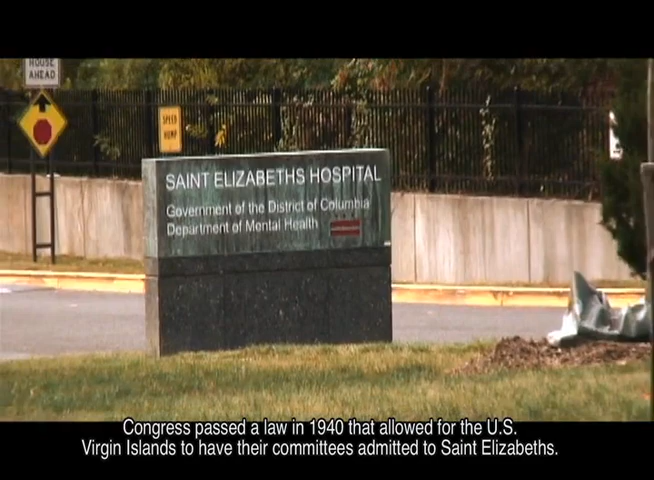 HOUSE
AHEAD
SPEED
HUMP
SAINT ELIZABETHS HOSPITAL
Government of the District of Columbia
Department of Mental Health
Congress passed a law in 1940 that allowed for the U.S.
Virgin Islands to have their committees admitted to Saint Elizabeths.